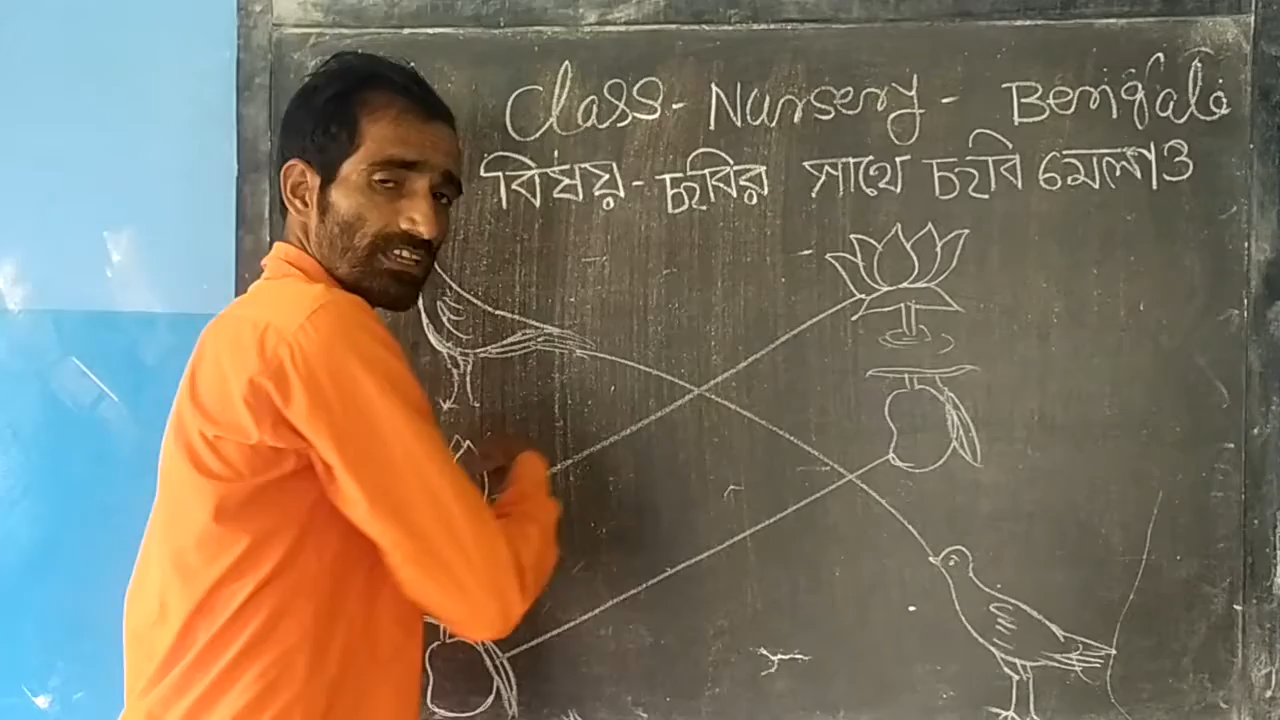 Class - Nursery - Bengali
বিষয় - ছবির সাথে ছবি মেলাও